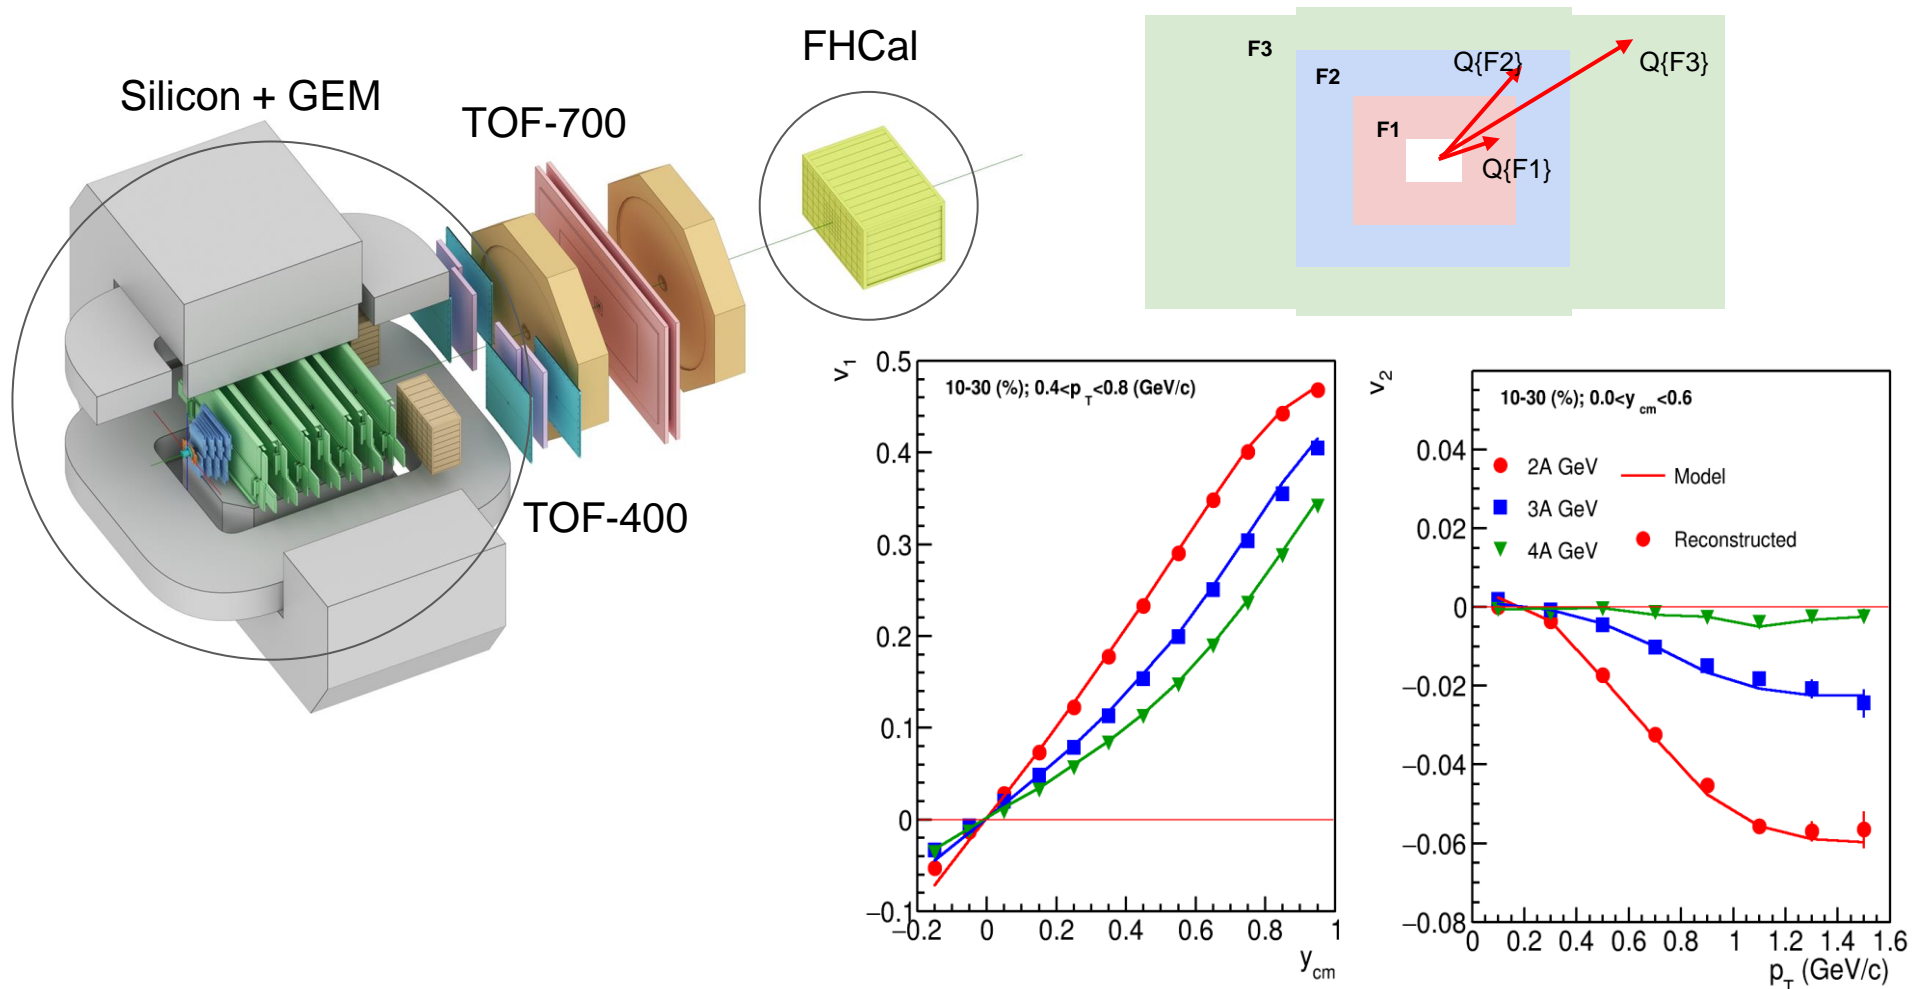 Silicon + GEM
TOF-700
FHCal
TOF-400
F3
F2
F1
Q{F2}
Q{F3}
Q{F1}
v1
0.5
0.4
0.3
0.2
0.1
0
−0.1
10-30 (%); 0.4<pT<0.8 (GeV/c)
−0.2 0 0.2 0.4 0.6 0.8 1
ycm
v2
0.04
0.02
0
−0.02
−0.04
−0.06
−0.08
10-30 (%); 0.0<y cm<0.6
2A GeV
Model
3A GeV
4A GeV
Reconstructed
0 0.2 0.4 0.6 0.8 1 1.2 1.4 1.6
pT (GeV/c)